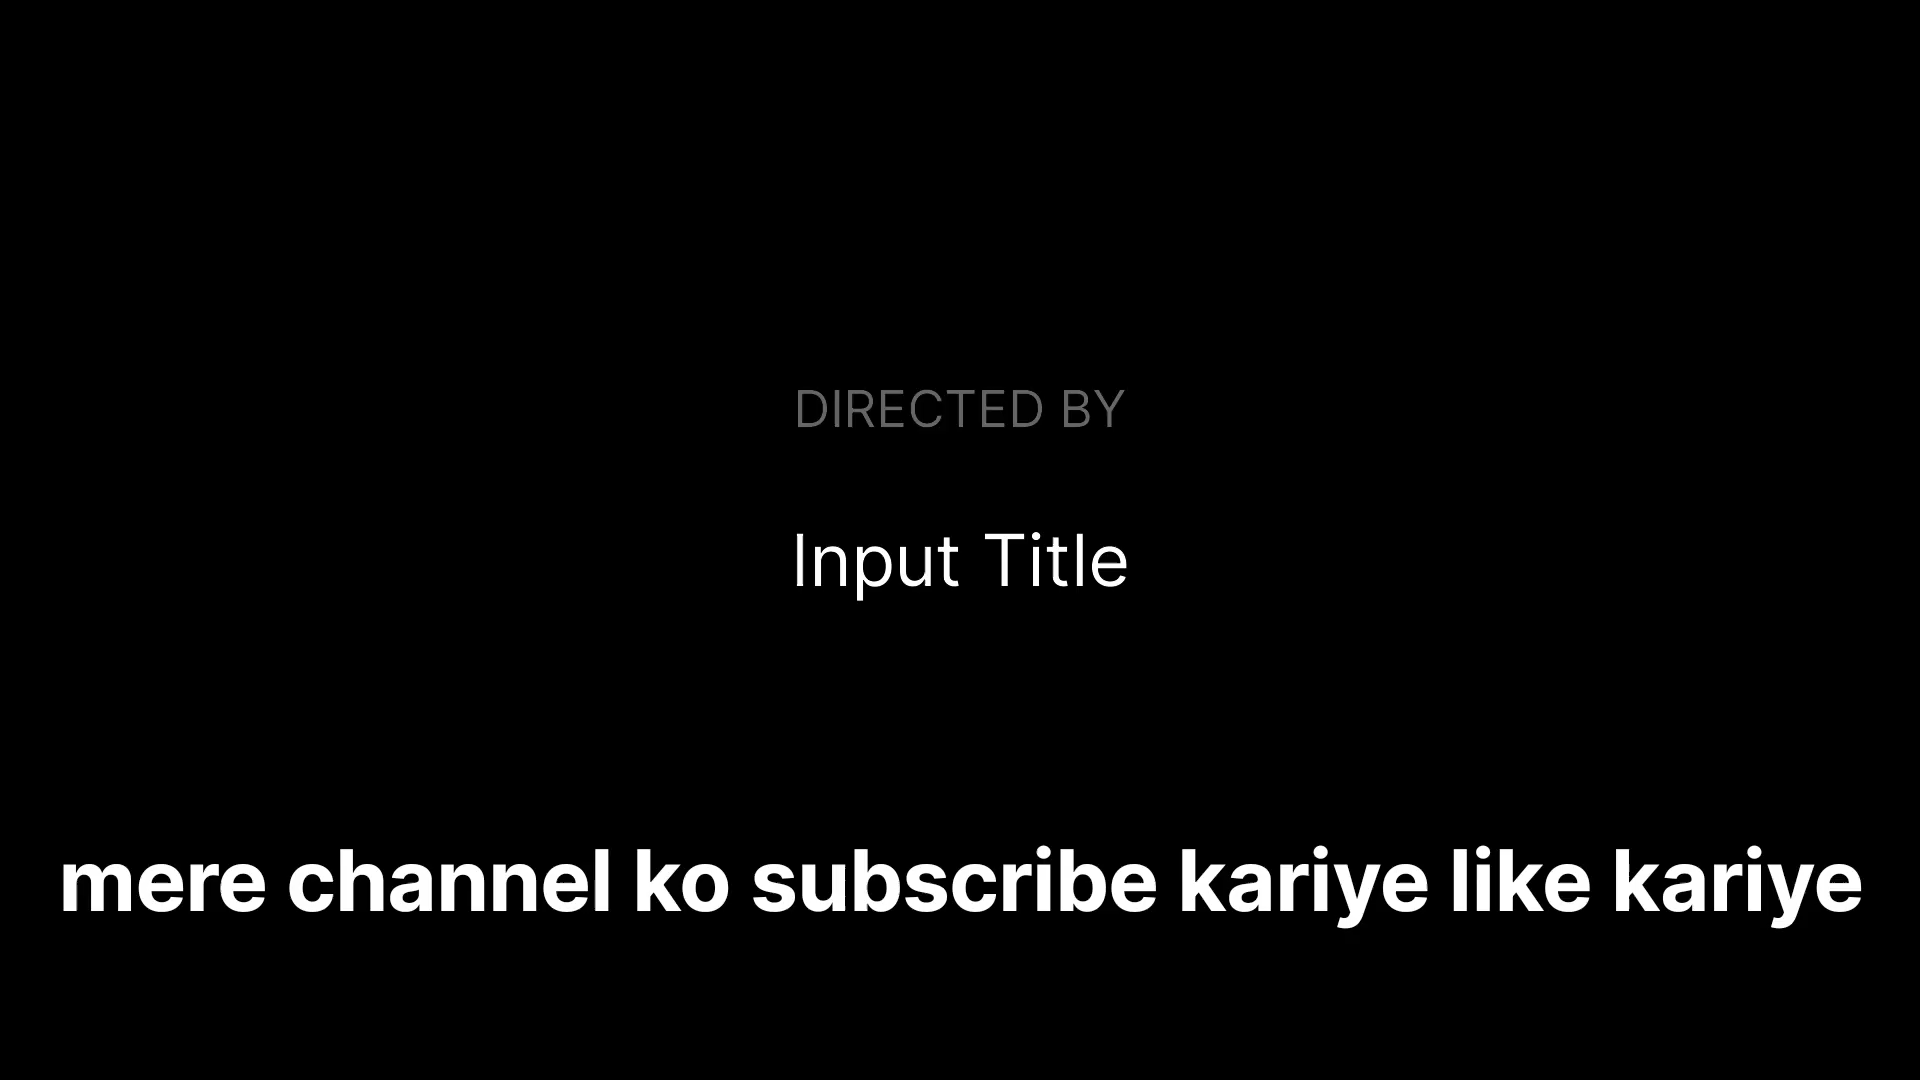 DIRECTED BY
Input Title
mere channel ko subscribe kariye like kariye